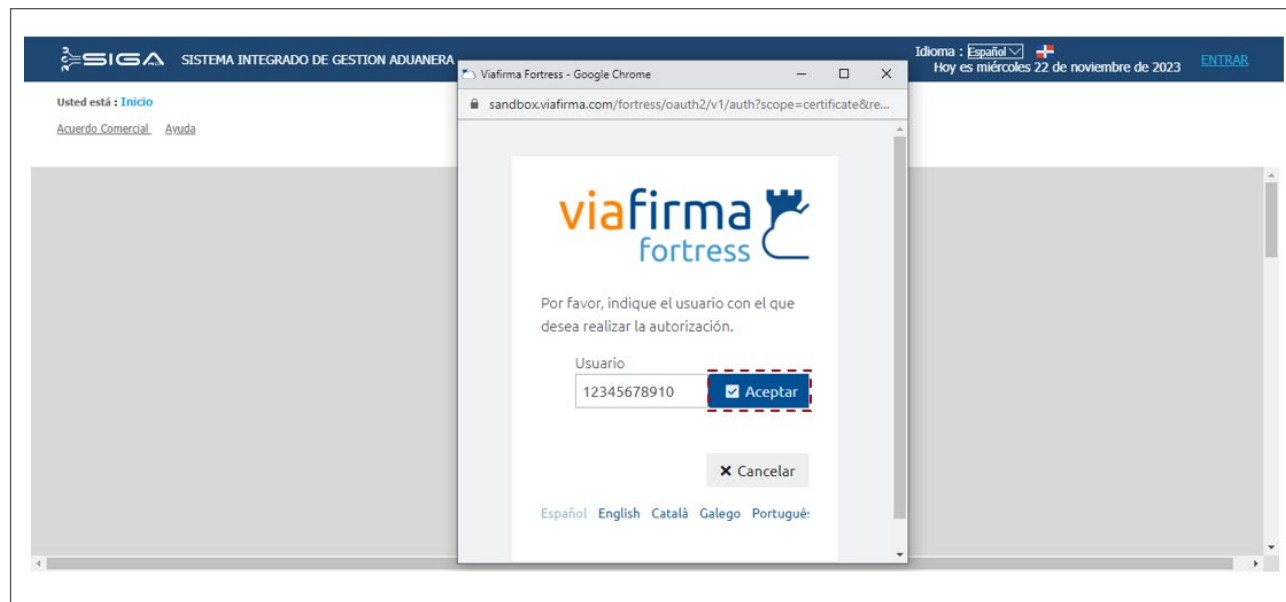 SIGA SISTEMA INTEGRADO DE GESTION ADUANERA
Idioma : Español
Hoy es miércoles 22 de noviembre de 2023
ENTRAR
Usted está : Inicio
Acuerdo Comercial Ayuda
Viafirma Fortress - Google Chrome
sandbox.viafirma.com/fortress/oauth2/v1/auth?scope=certificate&re...
viafirma
fortress
Por favor, indique el usuario con el que
desea realizar la autorización.
Usuario
12345678910 Aceptar
Cancelar
Español English Català Galego Portuguê